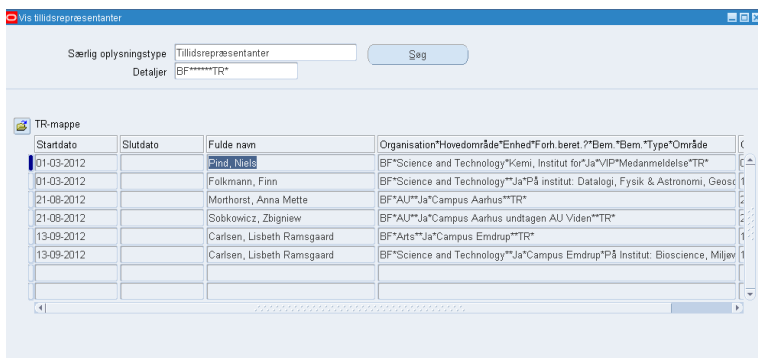 Vis tillidsrepræsentanter
Særlig oplysningstype Tillidsrepræsentanter Søg
Detaljer BF******TR*
TR-mappe
Startdato Slutdato Fulde navn Organisation*Hovedområde*Enhed*Forh.beret.?*Bem.*Bem.*Type*Område
01-03-2012 Pind, Niels BF*Science and Technology*Kemi, Institut for*Ja*VIP*Medanmeldelse*TR*
01-03-2012 Folkmann, Finn BF*Science and Technology**Ja*På institut: Datalogi, Fysik & Astronomi, Geosc
21-08-2012 Morthorst, Anna Mette BF*AU**Ja*Campus Aarhus**TR*
21-08-2012 Sobkowicz, Zbigniew BF*AU**Ja*Campus Aarhus undtagen AU Viden**TR*
13-09-2012 Carlsen, Lisbeth Ramsgaard BF*Arts**Ja*Campus Emdrup**TR*
13-09-2012 Carlsen, Lisbeth Ramsgaard BF*Science and Technology**Ja*Campus Emdrup*På Institut: Bioscience, Miljøv